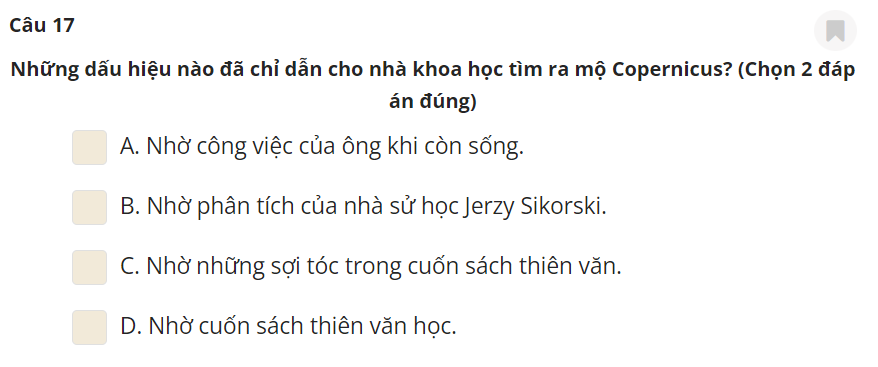 Câu 17
Những dấu hiệu nào đã chỉ dẫn cho nhà khoa học tìm ra mộ Copernicus? (Chọn 2 đáp
án đúng)
A. Nhờ công việc của ông khi còn sống.
B. Nhờ phân tích của nhà sử học Jerzy Sikorski.
C. Nhờ những sợi tóc trong cuốn sách thiên văn.
D. Nhờ cuốn sách thiên văn học.